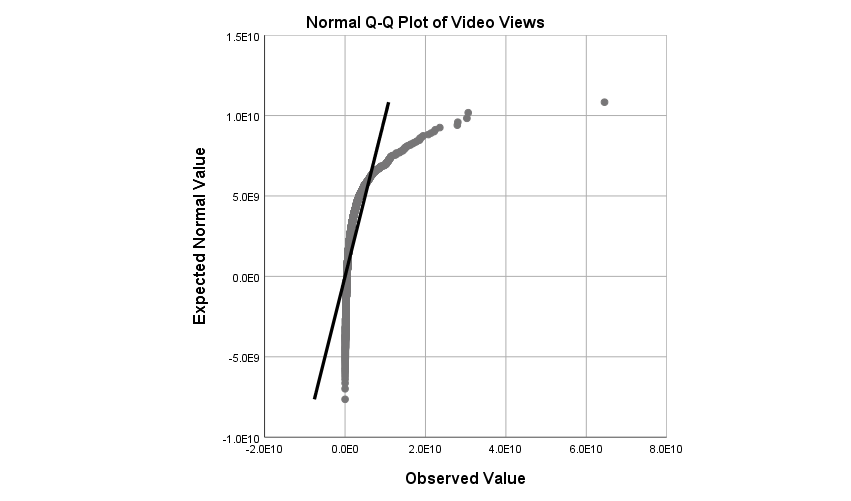 Normal Q-Q Plot of Video Views
1.5E10
1.0E10
5.0E9
0.0E0
-5.0E9
-1.0E10
Expected Normal Value
-2.0E10 0.0E0 2.0E10 4.0E10 6.0E10 8.0E10
Observed Value